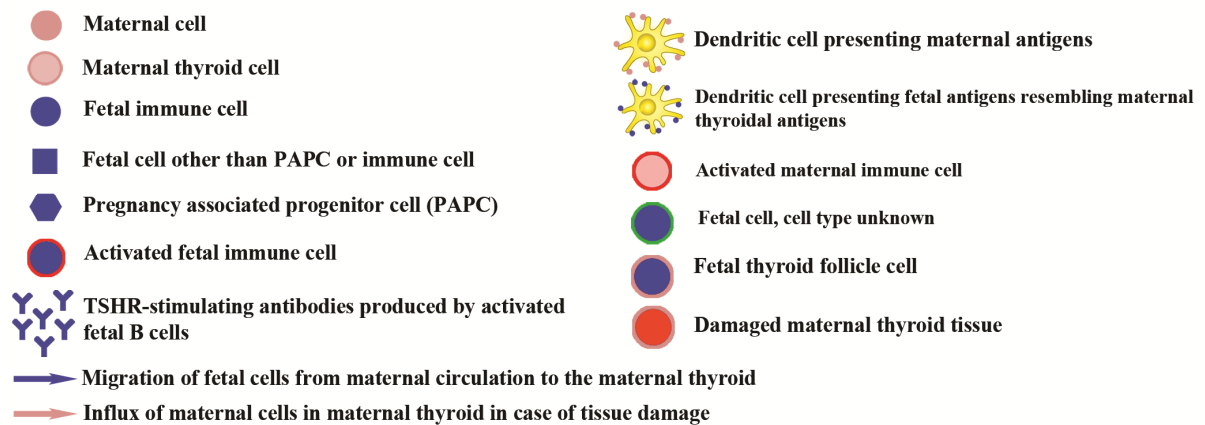 Maternal cell
Maternal thyroid cell
Fetal immune cell
Fetal cell other than PAPC or immune cell
Pregnancy associated progenitor cell (PAPC)
Activated fetal immune cell
TSHR-stimulating antibodies produced by activated
fetal B cells
Migration of fetal cells from maternal circulation to the maternal thyroid
Influx of maternal cells in maternal thyroid in case of tissue damage
Dendritic cell presenting maternal antigens
Dendritic cell presenting fetal antigens resembling maternal
thyroidal antigens
Activated maternal immune cell
Fetal cell, cell type unknown
Fetal thyroid follicle cell
Damaged maternal thyroid tissue